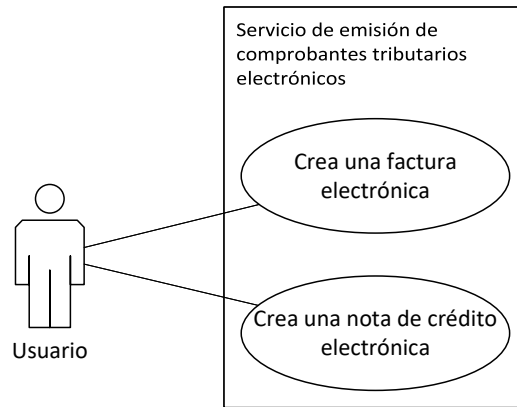 Servicio de emisión de
comprobantes tributarios
electrónicos
Crea una factura
electrónica
Crea una nota de crédito
electrónica
Usuario